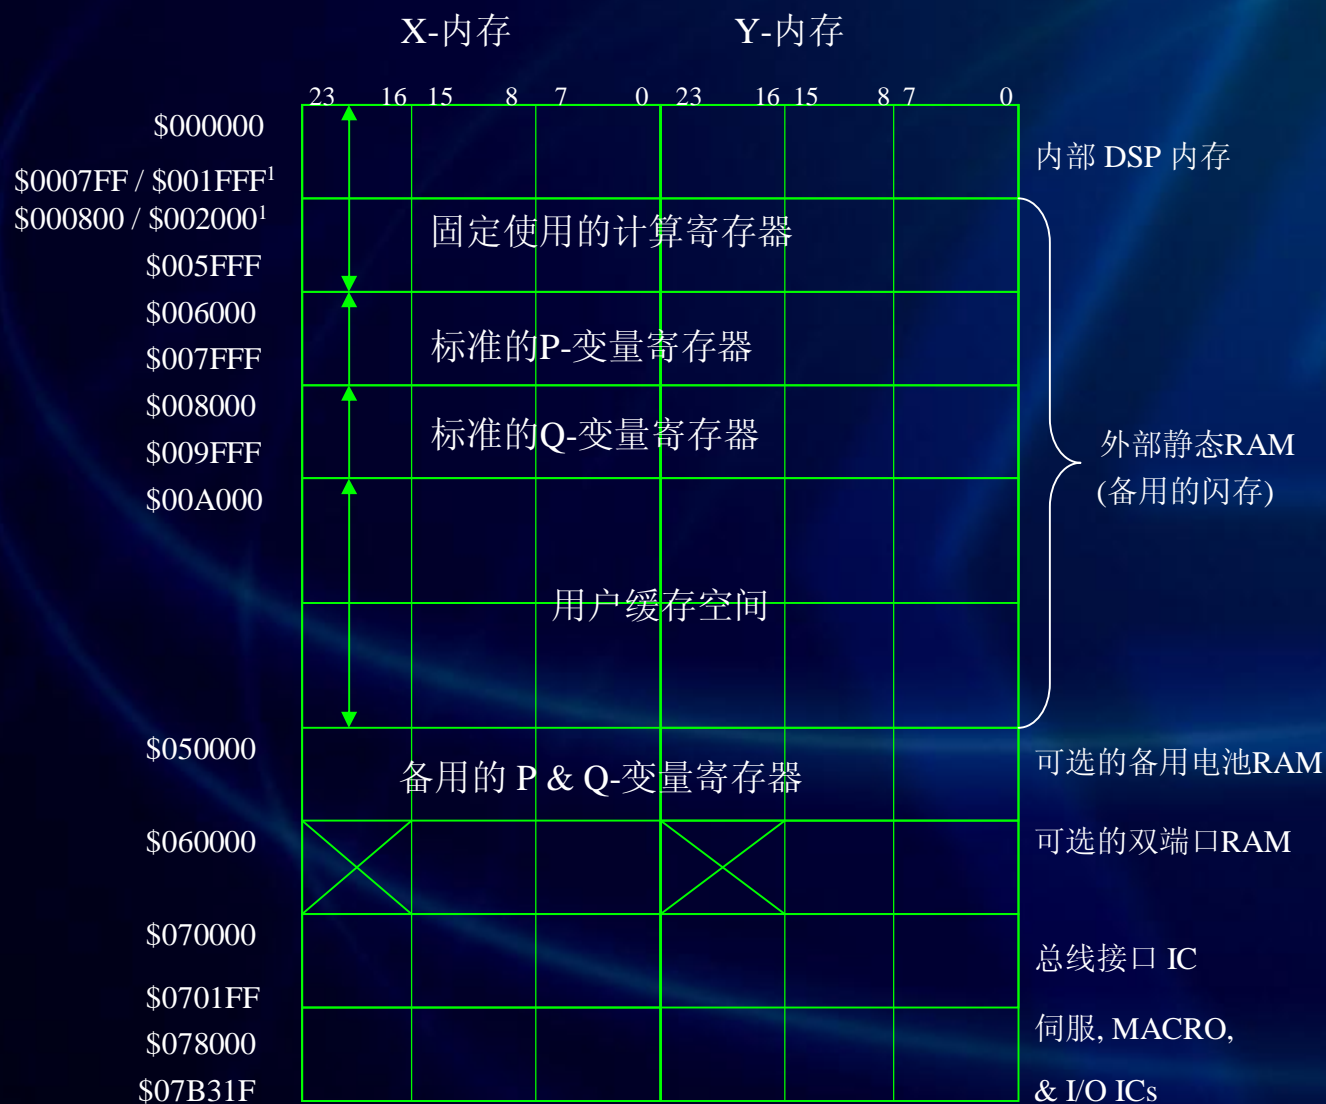 X-内存 Y-内存
23 16 15 8 7 0 23 16 15 8 7 0
$000000
内部 DSP 内存
$0007FF / $001FFF¹
$000800 / $002000¹
固定使用的计算寄存器
$005FFF
$006000
标准的P-变量寄存器
$007FFF
$008000
标准的Q-变量寄存器
$009FFF
外部静态RAM
(备用的闪存)
$00A000
用户缓存空间
$050000
备用的 P & Q-变量寄存器
可选的备用电池RAM
$060000
可选的双端口RAM
$070000
总线接口 IC
$0701FF
伺服, MACRO,
$078000
$07B31F
& I/O ICs